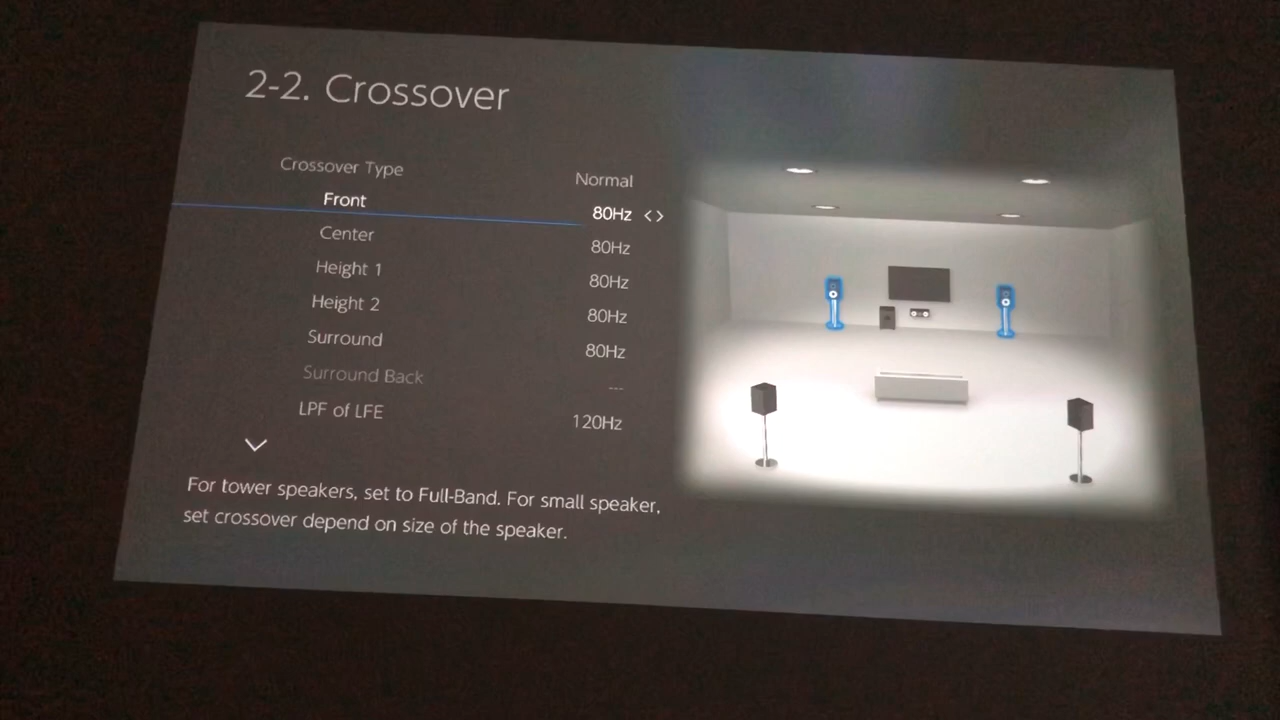 2-2. Crossover
Crossover Type Normal
Front 80Hz < >
Center 80Hz
Height 1 80Hz
Height 2 80Hz
Surround 80Hz
Surround Back ---
LPF of LFE 120Hz
For tower speakers, set to Full-Band. For small speaker,
set crossover depend on size of the speaker.